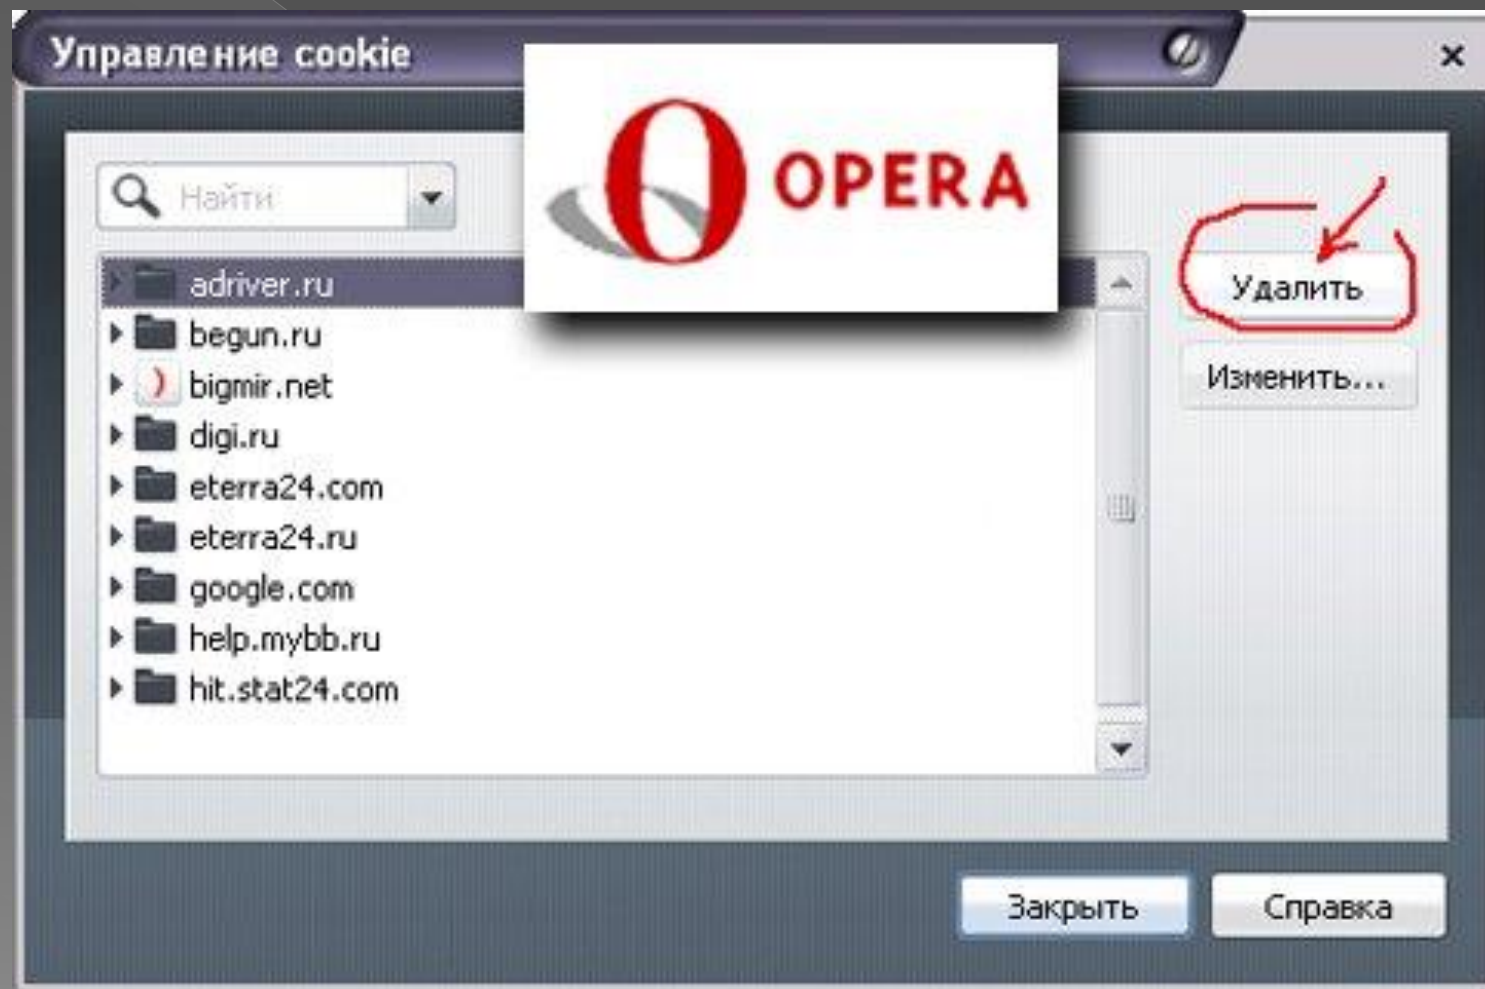 Управление cookie
OPERA
Найти
adriver.ru
begun.ru
bigmir.net
digi.ru
eterra24.com
eterra24.ru
google.com
help.mybb.ru
hit.stat24.com
Удалить
Изменить...
Закрыть
Справка